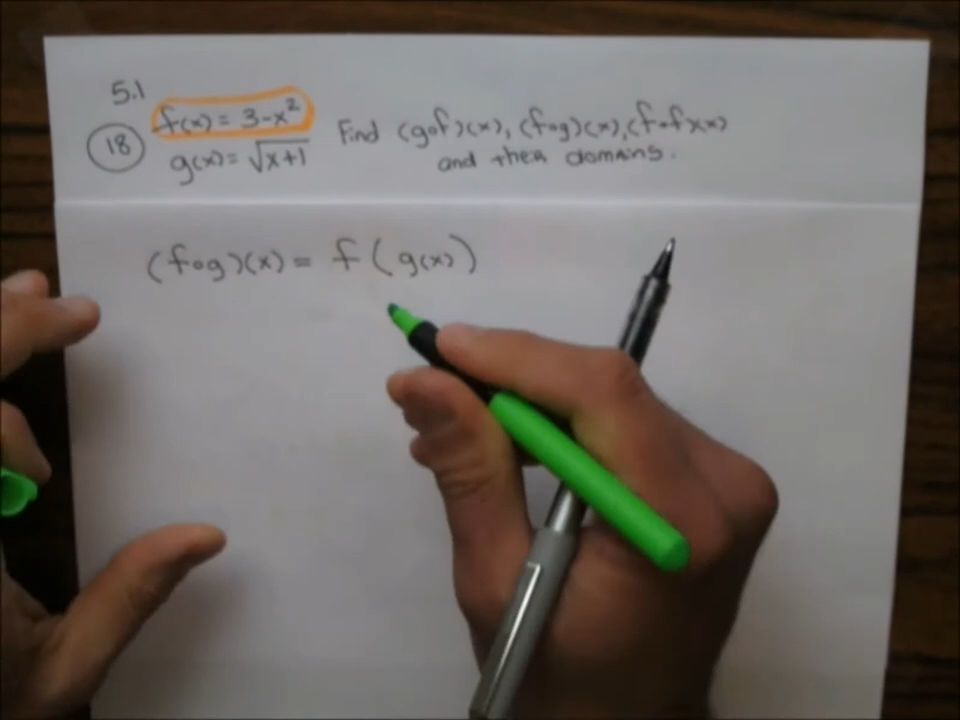 5.1
18 f(x) = 3-x² Find (g∘f)(x), (f∘g)(x), (f∘f)(x)
g(x) = √x+1 and their domains.
(f∘g)(x) = f(g(x))